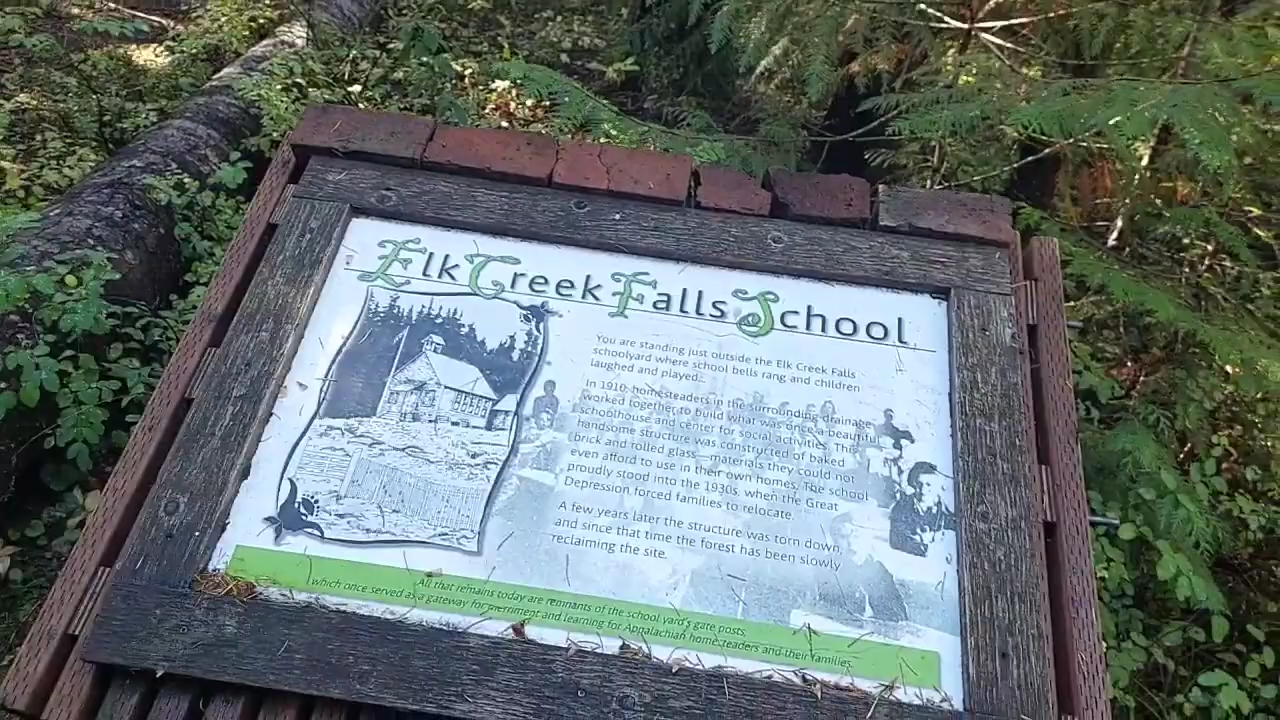 Elk Creek Falls School
You are standing just outside the Elk Creek Falls
schoolyard where school bells rang and children
laughed and played.
In 1910, homesteaders in the surrounding drainage
worked together to build what was once a beautiful
schoolhouse and center for social activities. This
handsome structure was constructed of baked
brick and rolled glass—materials they could not
even afford to use in their own homes. The school
proudly stood into the 1930s, when the Great
Depression forced families to relocate.
A few years later the structure was torn down,
and since that time the forest has been slowly
reclaiming the site.
All that remains today are remnants of the school yard's gate posts,
which once served as a gateway for merriment and learning for Appalachian homesteaders and their families.